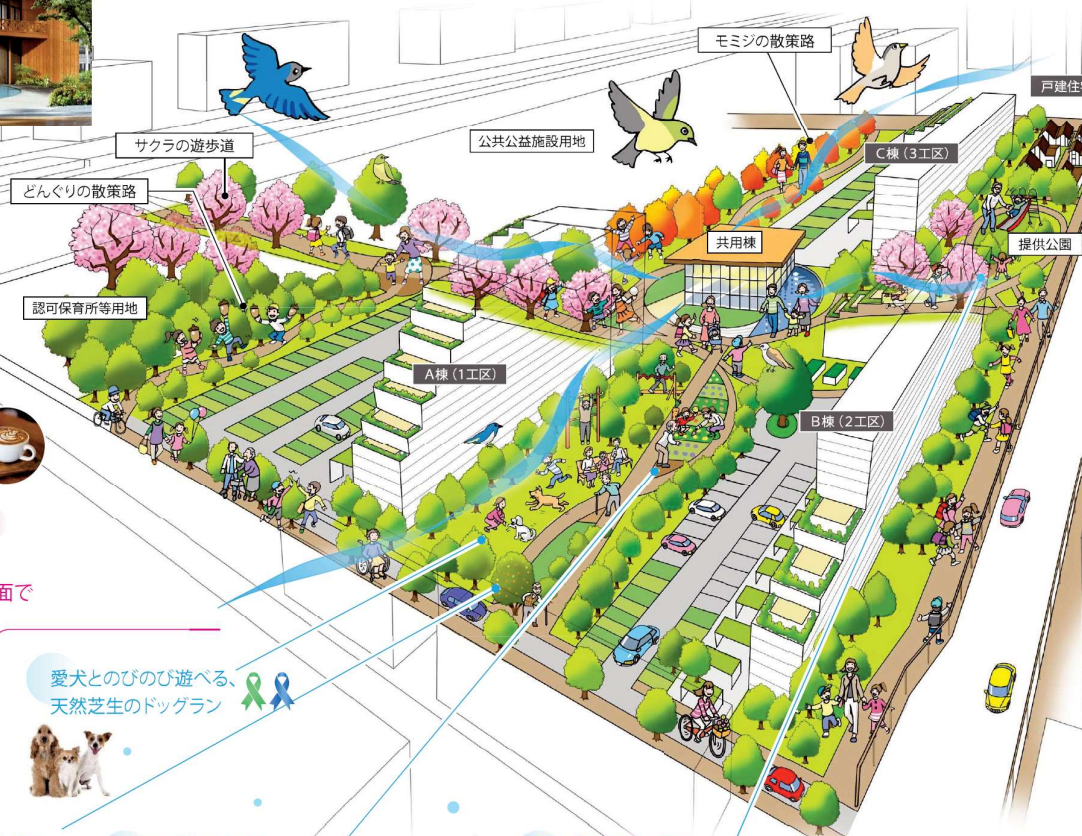 モミジの散策路
戸建住
サクラの遊歩道
公共公益施設用地
C棟(3工区)
どんぐりの散策路
共用棟
提供公園
認可保育所等用地
A棟(1工区)
B棟(2工区)
面で
愛犬とのびのび遊べる、
天然芝生のドッグラン